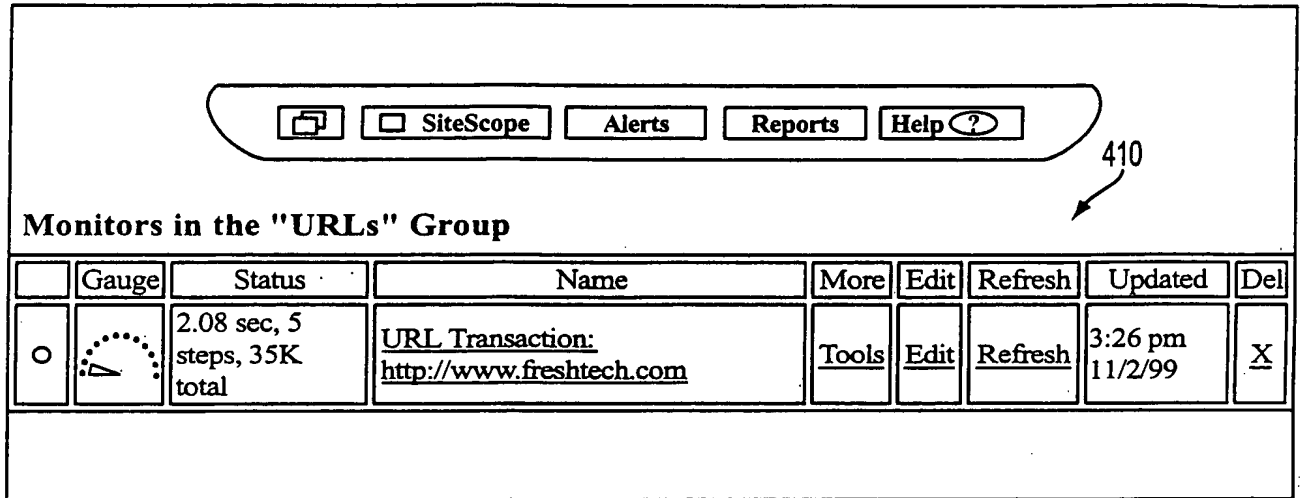 SiteScope Alerts Reports Help ?
410
Monitors in the "URLs" Group
Gauge Status Name More Edit Refresh Updated Del
2.08 sec, 5
steps, 35K
total
URL Transaction:
http://www.freshtech.com
Tools Edit Refresh
3:26 pm
11/2/99
X